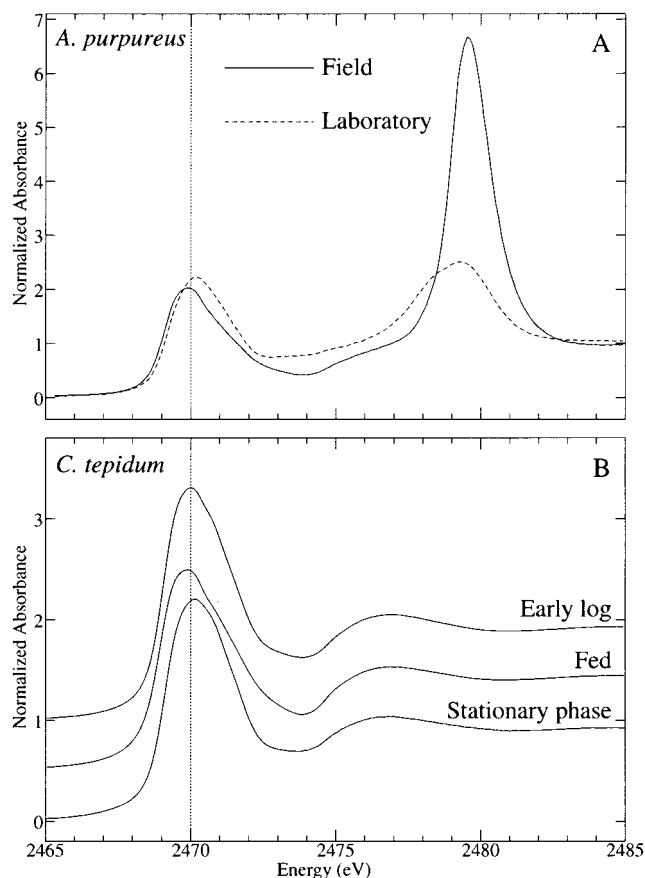 A. purpureus
A
Field
Laboratory
7
6
5
4
3
2
1
0
Normalized Absorbance
C. tepidum
B
Early log
Fed
Stationary phase
3
2
1
0
Normalized Absorbance
2465 2470 2475 2480 2485
Energy (eV)